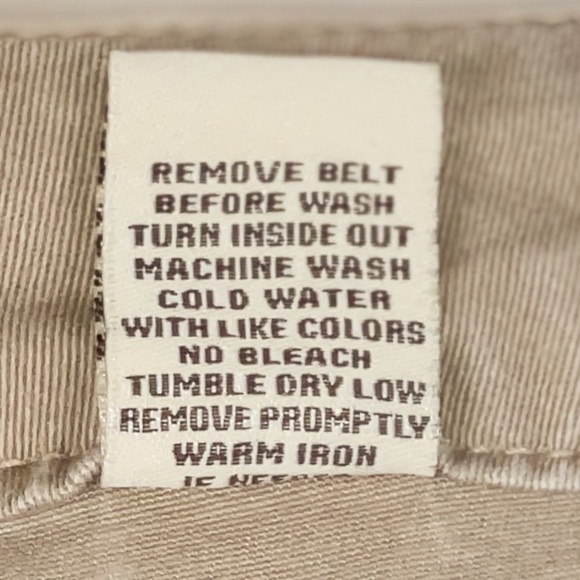 REMOVE BELT
BEFORE WASH
TURN INSIDE OUT
MACHINE WASH
COLD WATER
WITH LIKE COLORS
NO BLEACH
TUMBLE DRY LOW
REMOVE PROMPTLY
WARM IRON
IF